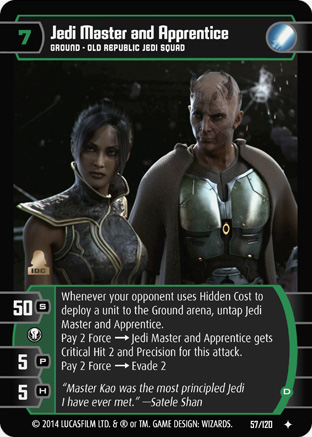 7
Jedi Master and Apprentice
GROUND - OLD REPUBLIC JEDI SQUAD
IDC
50 S
5 P
5 H
Whenever your opponent uses Hidden Cost to
deploy a unit to the Ground arena, untap Jedi
Master and Apprentice.
Pay 2 Force → Jedi Master and Apprentice gets
Critical Hit 2 and Precision for this attack.
Pay 2 Force → Evade 2
“Master Kao was the most principled Jedi
I have ever met.” —Satele Shan
D
© 2014 LUCASFILM LTD. & ® or TM. GAME DESIGN: WIZARDS.
57/120